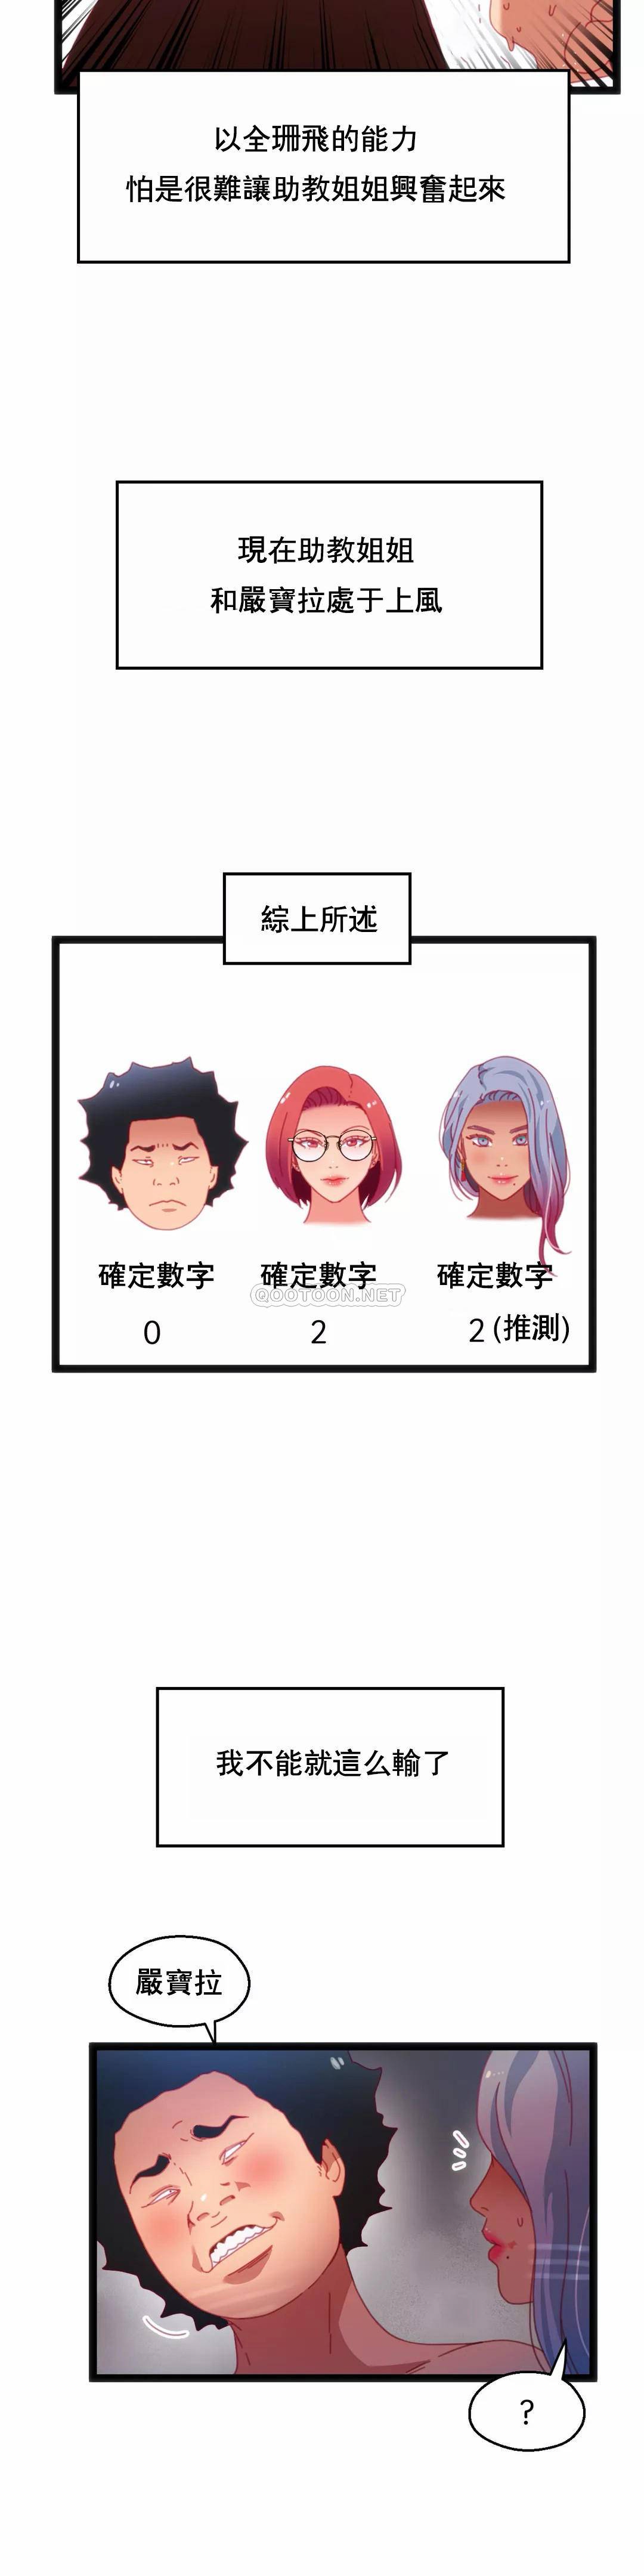 以全珊飛的能力
怕是很難讓助教姐姐興奮起來
現在助教姐姐
和嚴寶拉處于上風
綜上所述
確定數字
0
確定數字
2
確定數字
2 (推測)
QOOTOON.NET
我不能就這么輸了
嚴寶拉
?